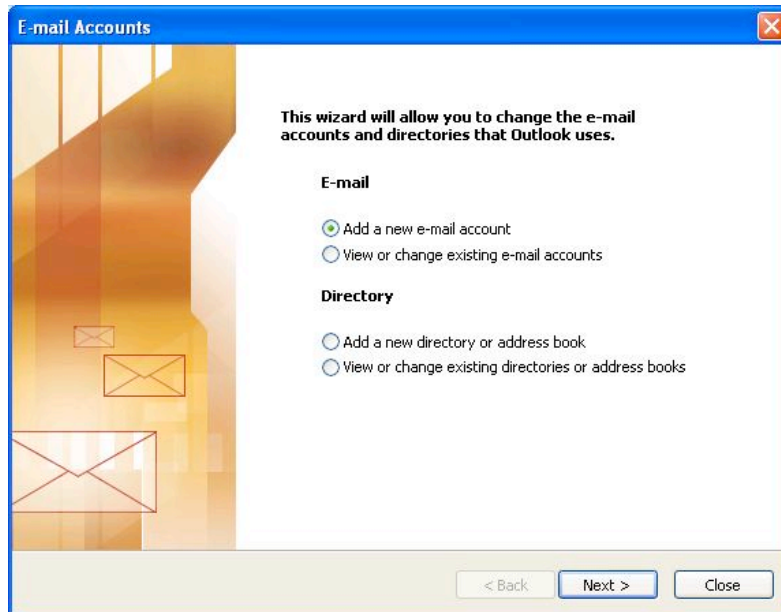 E-mail Accounts
This wizard will allow you to change the e-mail
accounts and directories that Outlook uses.
E-mail
Add a new e-mail account
View or change existing e-mail accounts
Directory
Add a new directory or address book
View or change existing directories or address books
< Back Next > Close